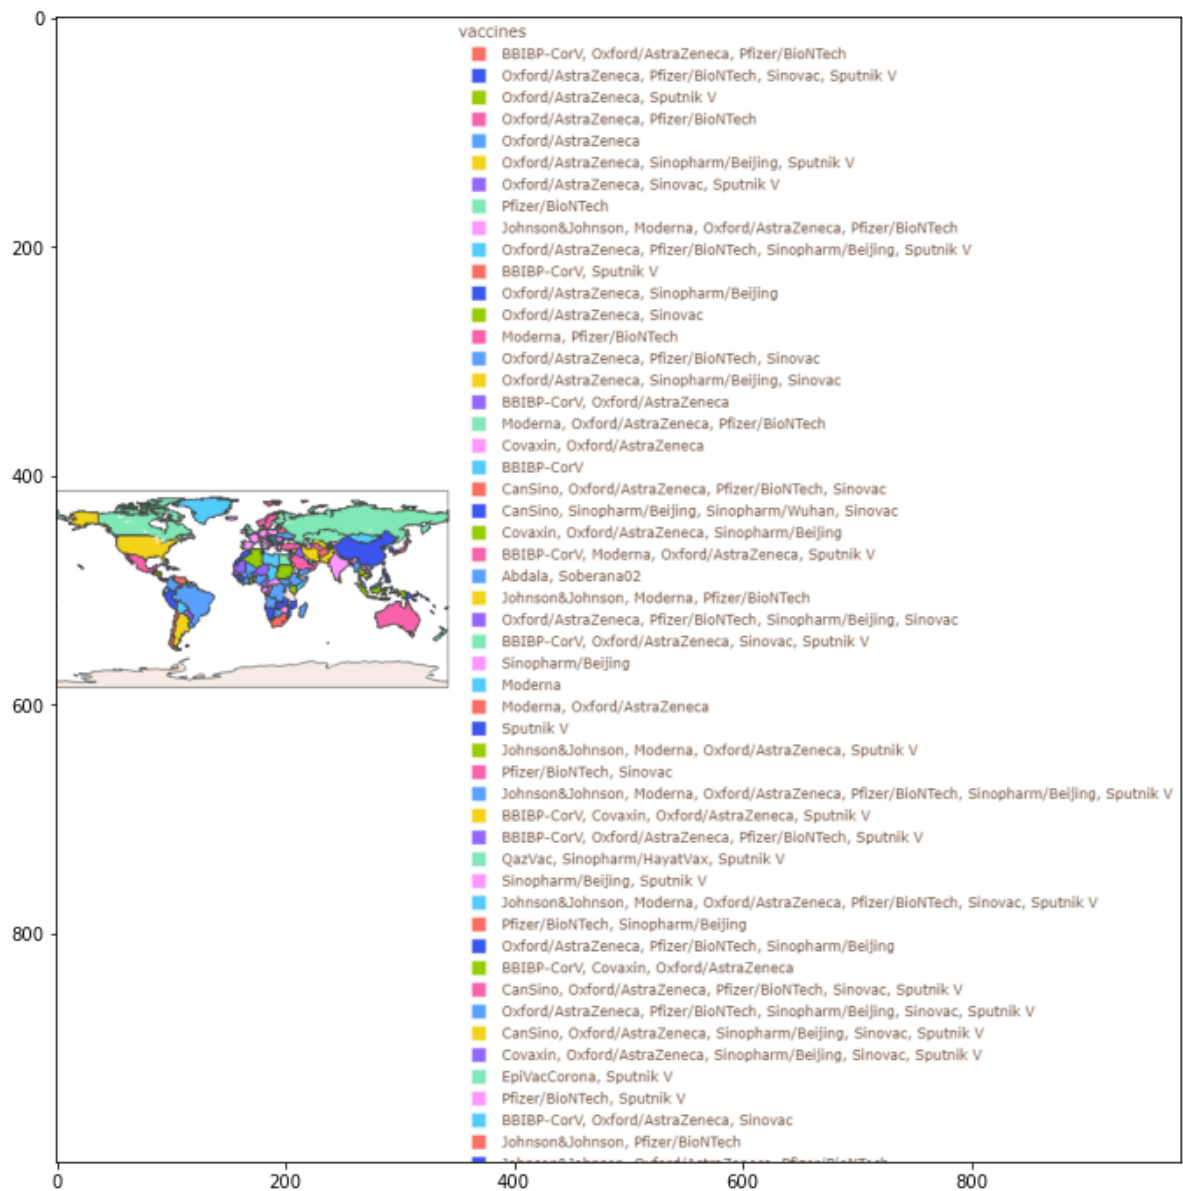 0
200
400
600
800
vaccines
BBIBP-CorV, Oxford/AstraZeneca, Pfizer/BioNTech
Oxford/AstraZeneca, Pfizer/BioNTech, Sinovac, Sputnik V
Oxford/AstraZeneca, Sputnik V
Oxford/AstraZeneca, Pfizer/BioNTech
Oxford/AstraZeneca
Oxford/AstraZeneca, Sinopharm/Beijing, Sputnik V
Oxford/AstraZeneca, Sinovac, Sputnik V
Pfizer/BioNTech
Johnson&Johnson, Moderna, Oxford/AstraZeneca, Pfizer/BioNTech
Oxford/AstraZeneca, Pfizer/BioNTech, Sinopharm/Beijing, Sputnik V
BBIBP-CorV, Sputnik V
Oxford/AstraZeneca, Sinopharm/Beijing
Oxford/AstraZeneca, Sinovac
Moderna, Pfizer/BioNTech
Oxford/AstraZeneca, Pfizer/BioNTech, Sinovac
Oxford/AstraZeneca, Sinopharm/Beijing, Sinovac
BBIBP-CorV, Oxford/AstraZeneca
Moderna, Oxford/AstraZeneca, Pfizer/BioNTech
Covaxin, Oxford/AstraZeneca
BBIBP-CorV
CanSino, Oxford/AstraZeneca, Pfizer/BioNTech, Sinovac
CanSino, Sinopharm/Beijing, Sinopharm/Wuhan, Sinovac
Covaxin, Oxford/AstraZeneca, Sinopharm/Beijing
BBIBP-CorV, Moderna, Oxford/AstraZeneca, Sputnik V
Abdala, Soberana02
Johnson&Johnson, Moderna, Pfizer/BioNTech
Oxford/AstraZeneca, Pfizer/BioNTech, Sinopharm/Beijing, Sinovac
BBIBP-CorV, Oxford/AstraZeneca, Sinovac, Sputnik V
Sinopharm/Beijing
Moderna
Moderna, Oxford/AstraZeneca
Sputnik V
Johnson&Johnson, Moderna, Oxford/AstraZeneca, Sputnik V
Pfizer/BioNTech, Sinovac
Johnson&Johnson, Moderna, Oxford/AstraZeneca, Pfizer/BioNTech, Sinopharm/Beijing, Sputnik V
BBIBP-CorV, Covaxin, Oxford/AstraZeneca, Sputnik V
BBIBP-CorV, Oxford/AstraZeneca, Pfizer/BioNTech, Sputnik V
QazVac, Sinopharm/HayatVax, Sputnik V
Sinopharm/Beijing, Sputnik V
Johnson&Johnson, Moderna, Oxford/AstraZeneca, Pfizer/BioNTech, Sinovac, Sputnik V
Pfizer/BioNTech, Sinopharm/Beijing
Oxford/AstraZeneca, Pfizer/BioNTech, Sinopharm/Beijing
BBIBP-CorV, Covaxin, Oxford/AstraZeneca
CanSino, Oxford/AstraZeneca, Pfizer/BioNTech, Sinovac, Sputnik V
Oxford/AstraZeneca, Pfizer/BioNTech, Sinopharm/Beijing, Sinovac, Sputnik V
CanSino, Oxford/AstraZeneca, Sinopharm/Beijing, Sinovac, Sputnik V
Covaxin, Oxford/AstraZeneca, Sinopharm/Beijing, Sinovac, Sputnik V
EpiVacCorona, Sputnik V
Pfizer/BioNTech, Sputnik V
BBIBP-CorV, Oxford/AstraZeneca, Sinovac
Johnson&Johnson, Pfizer/BioNTech
0
200
400
600
800